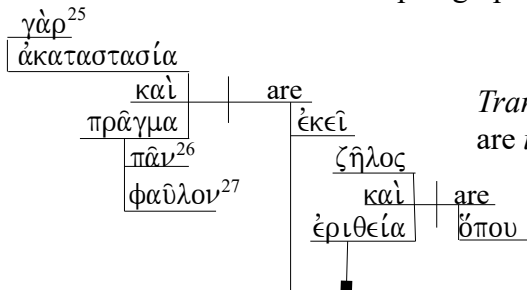 γὰρ25
ἀκαταστασία
καὶ are
Tran
πρᾶγμα ἐκεῖ
are
πᾶν26 ζῆλος
φαῦλον27 καὶ are
ἐριθεία ὅπου